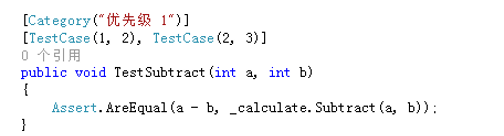 [Category("优先级 1")]
[TestCase(1, 2), TestCase(2, 3)]
0 个引用
public void TestSubtract(int a, int b)
{
Assert.AreEqual(a - b, _calculate.Subtract(a, b));
}